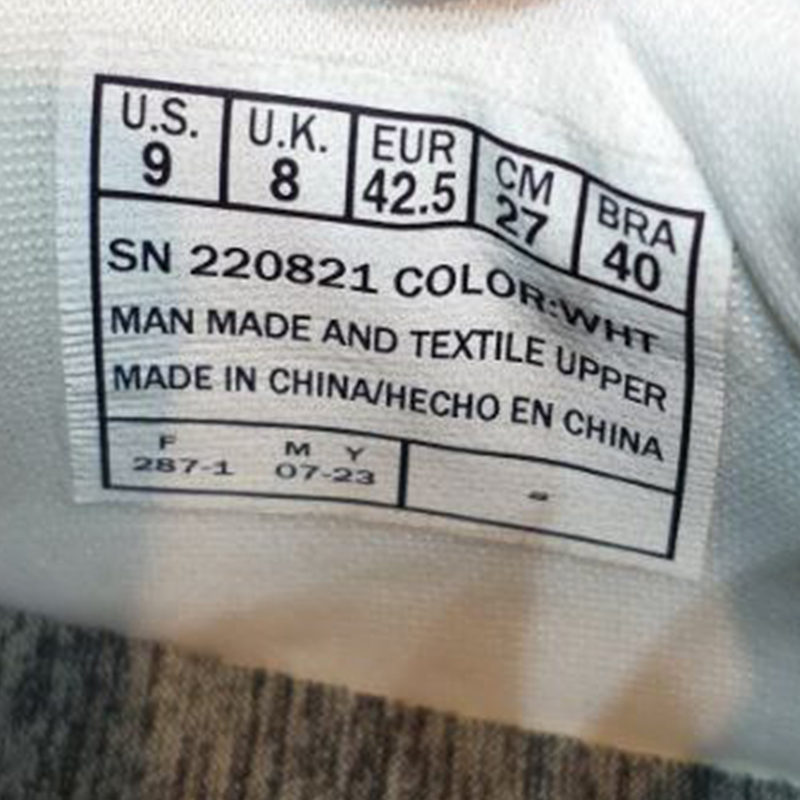 U.S. U.K. EUR CM BRA
9 8 42.5 27 40
SN 220821 COLOR:WHT
MAN MADE AND TEXTILE UPPER
MADE IN CHINA/HECHO EN CHINA
F M Y
287-1 07-23